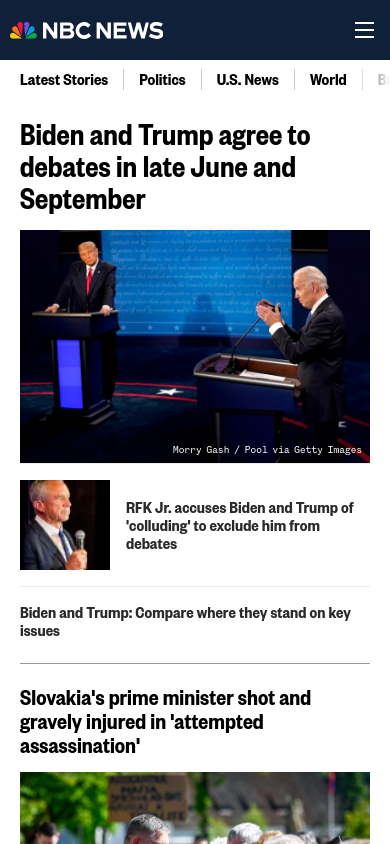 NBC NEWS
Latest Stories
Politics
U.S. News
World
Biden and Trump agree to
debates in late June and
September
Morry Gash / Pool via Getty Images
RFK Jr. accuses Biden and Trump of
'colluding' to exclude him from
debates
Biden and Trump: Compare where they stand on key
issues
Slovakia's prime minister shot and
gravely injured in 'attempted
assassination'